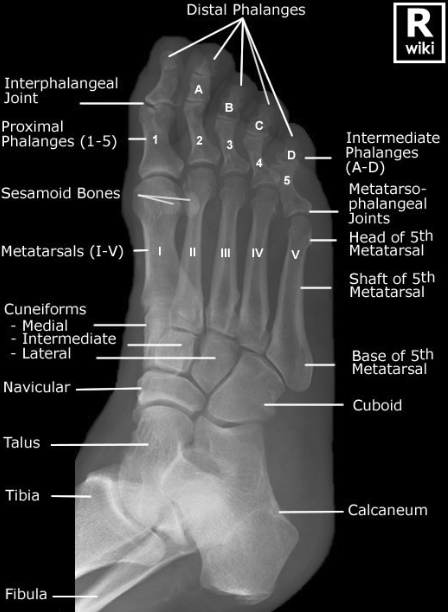 Distal Phalanges
R
wiki
Interphalangeal
Joint
Proximal
Phalanges (1-5)
Sesamoid Bones
Metatarsals (I-V)
Cuneiforms
- Medial
- Intermediate
- Lateral
Navicular
Talus
Tibia
Fibula
A
B
C
D
1
2
3
4
5
I
II
III
IV
V
Intermediate
Phalanges
(A-D)
Metatarso-
phalangeal
Joints
Head of 5th
Metatarsal
Shaft of 5th
Metatarsal
Base of 5th
Metatarsal
Cuboid
Calcaneum